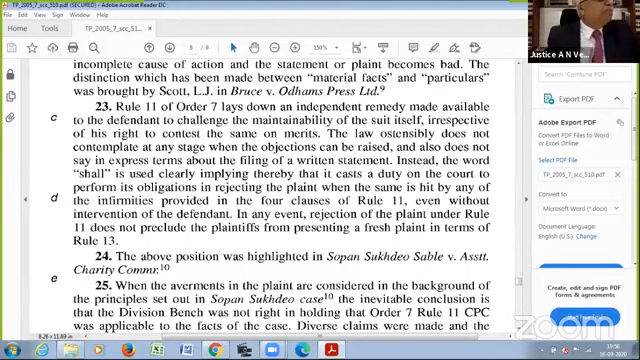 TP_2005_7_scc_510.pdf (SECURED) - Adobe Acrobat Reader DC
File Edit View Sign Window Help
Home Tools TP_2005_7_scc_510.... ×
150%
Justice A N Ve
incomplete cause of action and the statement or plaint becomes bad. The
distinction which has been made between “material facts” and “particulars”
was brought by Scott, L.J. in Bruce v. Odhams Press Ltd.9
23. Rule 11 of Order 7 lays down an independent remedy made available
c to the defendant to challenge the maintainability of the suit itself, irrespective
of his right to contest the same on merits. The law ostensibly does not
contemplate at any stage when the objections can be raised, and also does not
say in express terms about the filing of a written statement. Instead, the word
“shall” is used clearly implying thereby that it casts a duty on the court to
d perform its obligations in rejecting the plaint when the same is hit by any of
the infirmities provided in the four clauses of Rule 11, even without
intervention of the defendant. In any event, rejection of the plaint under Rule
11 does not preclude the plaintiffs from presenting a fresh plaint in terms of
Rule 13.
24. The above position was highlighted in Sopan Sukhdeo Sable v. Asstt.
e Charity Commr.10
25. When the averments in the plaint are considered in the background of
the principles set out in Sopan Sukhdeo case10 the inevitable conclusion is
that the Division Bench was not right in holding that Order 7 Rule 11 CPC
was applicable to the facts of the case. Diverse claims were made and the
8.26 x 11.69 in
Search 'Combine PDF'
Export PDF
Adobe Export PDF
Convert PDF Files to Word
or Excel Online
Select PDF File
TP_2005_7_scc_510.pdf ×
Convert to
Microsoft Word (*.docx)
Document Language:
English (U.S.) Change
Create, edit and sign PDF
forms & agreements
zoom
19:56